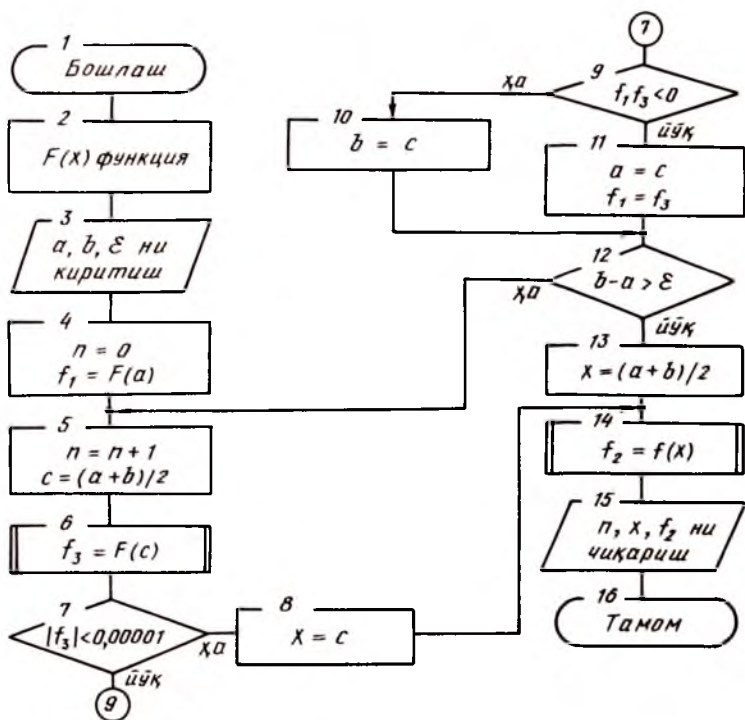 1
Бошлаш
2
F(x) функция
3
a, b, ε ни
киритиш
4
n = 0
f₁ = F(a)
5
n = n + 1
c = (a + b)/2
6
f₃ = F(c)
7
|f₃| < 0,00001
ҳа
йўқ
9
8
x = c
7
9
f₁ f₃ < 0
ҳа
йўқ
10
b = c
11
a = c
f₁ = f₃
12
b - a > ε
ҳа
йўқ
13
x = (a + b)/2
14
f₂ = f(x)
15
n, x, f₂ ни
чиқариш
16
Тамом